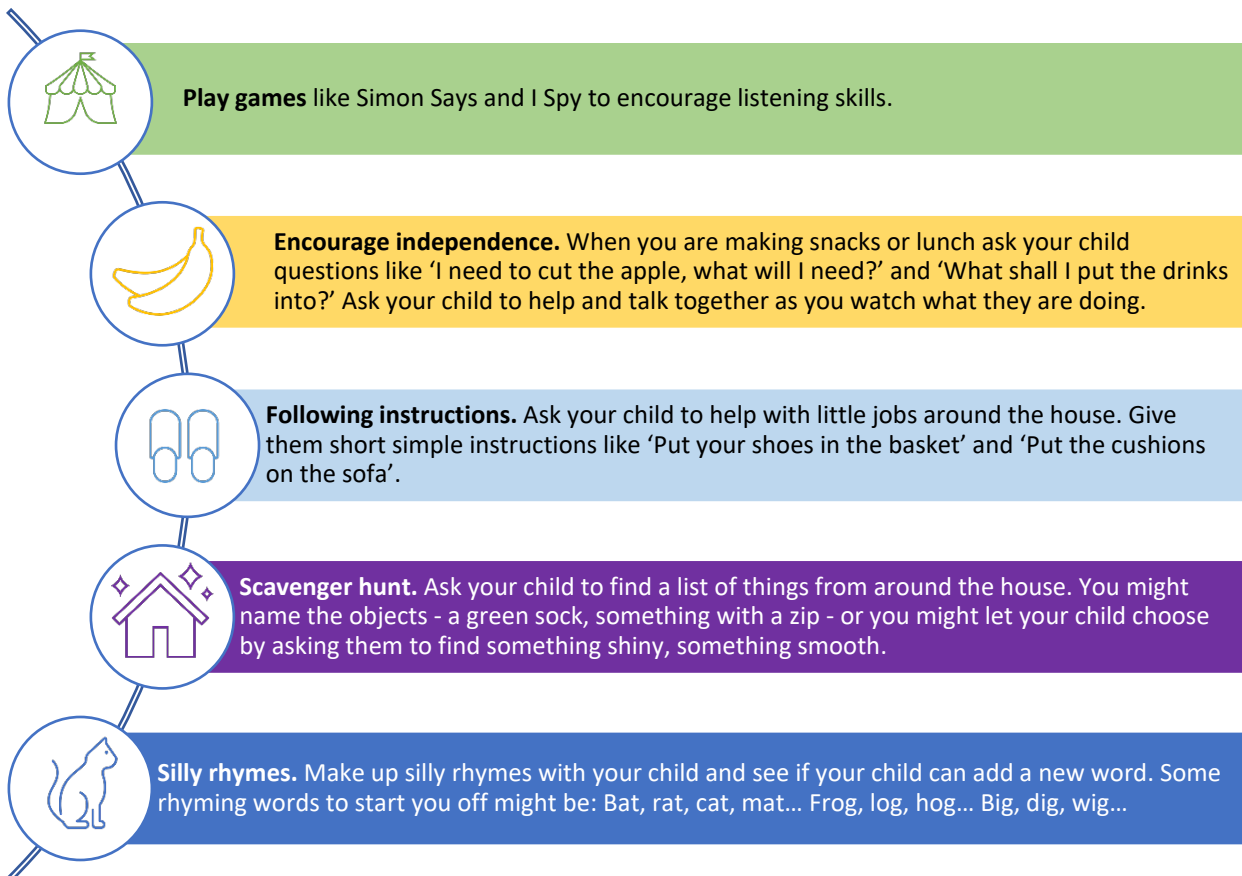 Play games like Simon Says and I Spy to encourage listening skills.
Encourage independence. When you are making snacks or lunch ask your child
questions like ‘I need to cut the apple, what will I need?’ and ‘What shall I put the drinks
into?’ Ask your child to help and talk together as you watch what they are doing.
Following instructions. Ask your child to help with little jobs around the house. Give
them short simple instructions like ‘Put your shoes in the basket’ and ‘Put the cushions
on the sofa’.
Scavenger hunt. Ask your child to find a list of things from around the house. You might
name the objects - a green sock, something with a zip - or you might let your child choose
by asking them to find something shiny, something smooth.
Silly rhymes. Make up silly rhymes with your child and see if your child can add a new word. Some
rhyming words to start you off might be: Bat, rat, cat, mat… Frog, log, hog… Big, dig, wig…